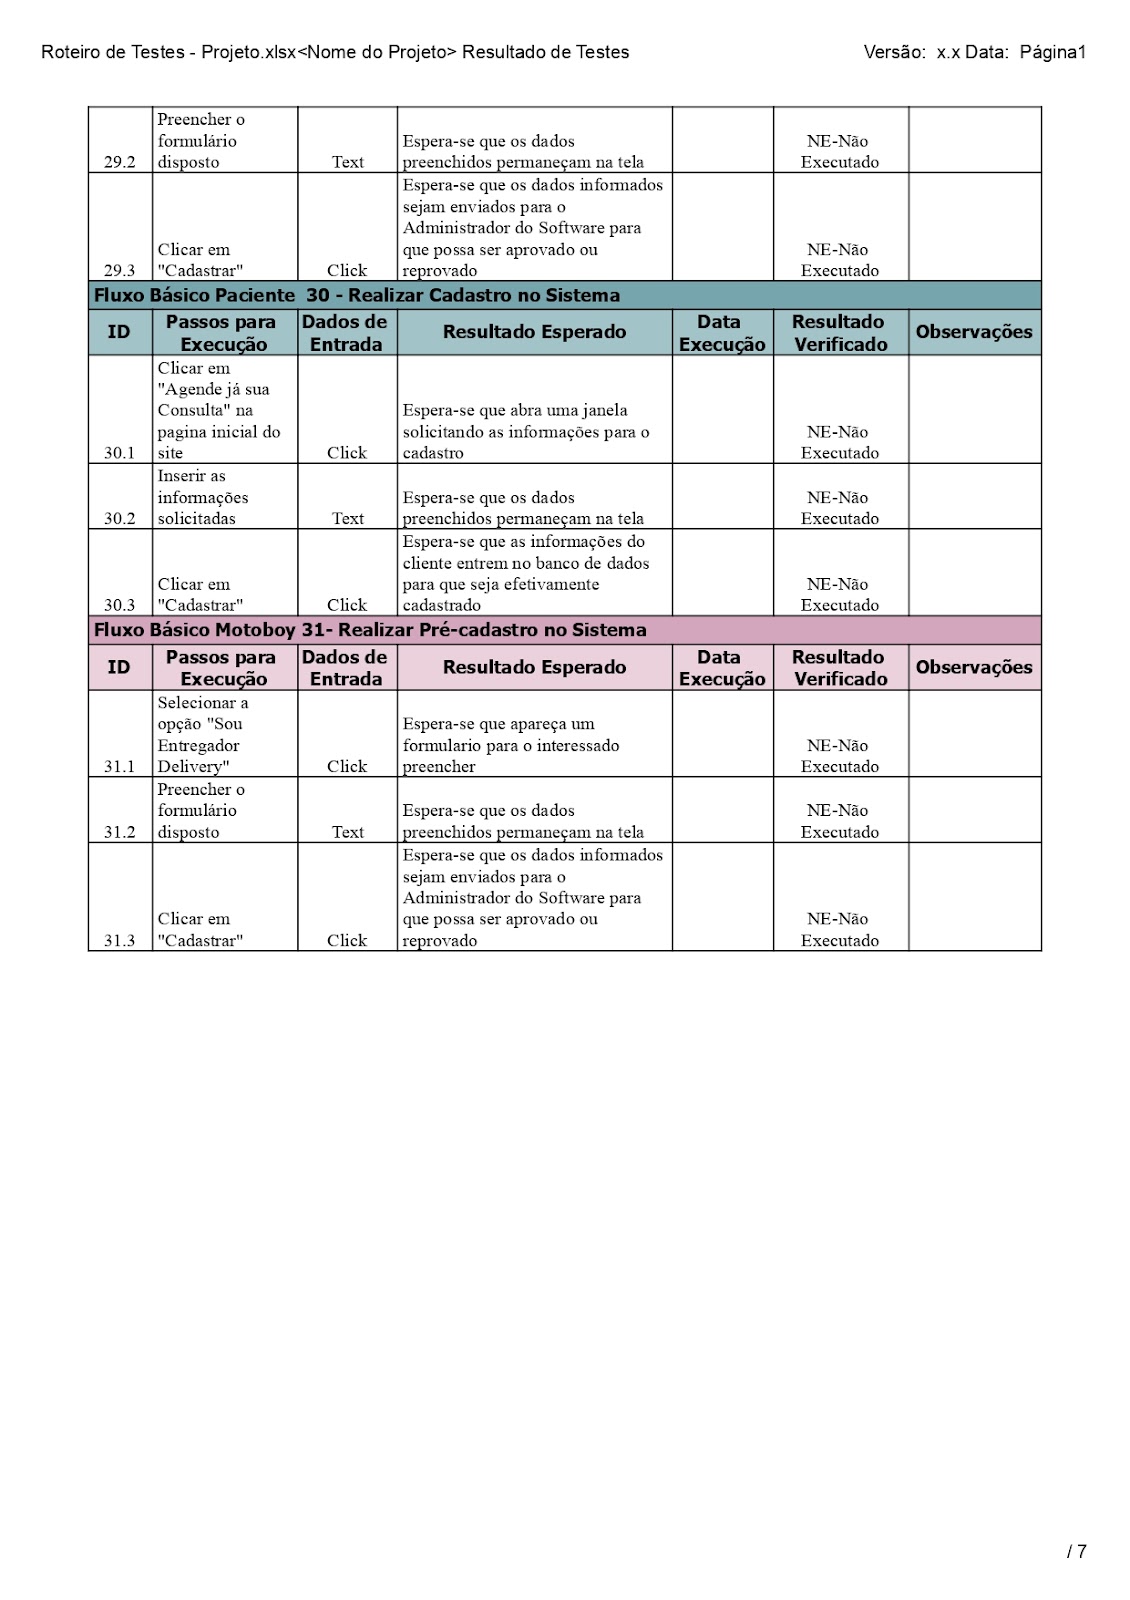 Roteiro de Testes - Projeto.xlsx<Nome do Projeto> Resultado de Testes Versão: x.x Data: Página1
Preencher o
formulário
29.2 disposto Text Espera-se que os dados
preenchidos permaneçam na tela NE-Não
Executado
29.3 Clicar em
"Cadastrar" Click Espera-se que os dados informados
sejam enviados para o
Administrador do Software para
que possa ser aprovado ou
reprovado NE-Não
Executado
Fluxo Básico Paciente 30 - Realizar Cadastro no Sistema
ID Passos para
Execução Dados de
Entrada Resultado Esperado Data
Execução Resultado
Verificado Observações
30.1 Clicar em
"Agende já sua
Consulta" na
pagina inicial do
site Click Espera-se que abra uma janela
solicitando as informações para o
cadastro NE-Não
Executado
30.2 Inserir as
informações
solicitadas Text Espera-se que os dados
preenchidos permaneçam na tela NE-Não
Executado
30.3 Clicar em
"Cadastrar" Click Espera-se que as informações do
cliente entrem no banco de dados
para que seja efetivamente
cadastrado NE-Não
Executado
Fluxo Básico Motoboy 31- Realizar Pré-cadastro no Sistema
ID Passos para
Execução Dados de
Entrada Resultado Esperado Data
Execução Resultado
Verificado Observações
31.1 Selecionar a
opção "Sou
Entregador
Delivery" Click Espera-se que apareça um
formulario para o interessado
preencher NE-Não
Executado
31.2 Preencher o
formulário
disposto Text Espera-se que os dados
preenchidos permaneçam na tela NE-Não
Executado
31.3 Clicar em
"Cadastrar" Click Espera-se que os dados informados
sejam enviados para o
Administrador do Software para
que possa ser aprovado ou
reprovado NE-Não
Executado
/ 7